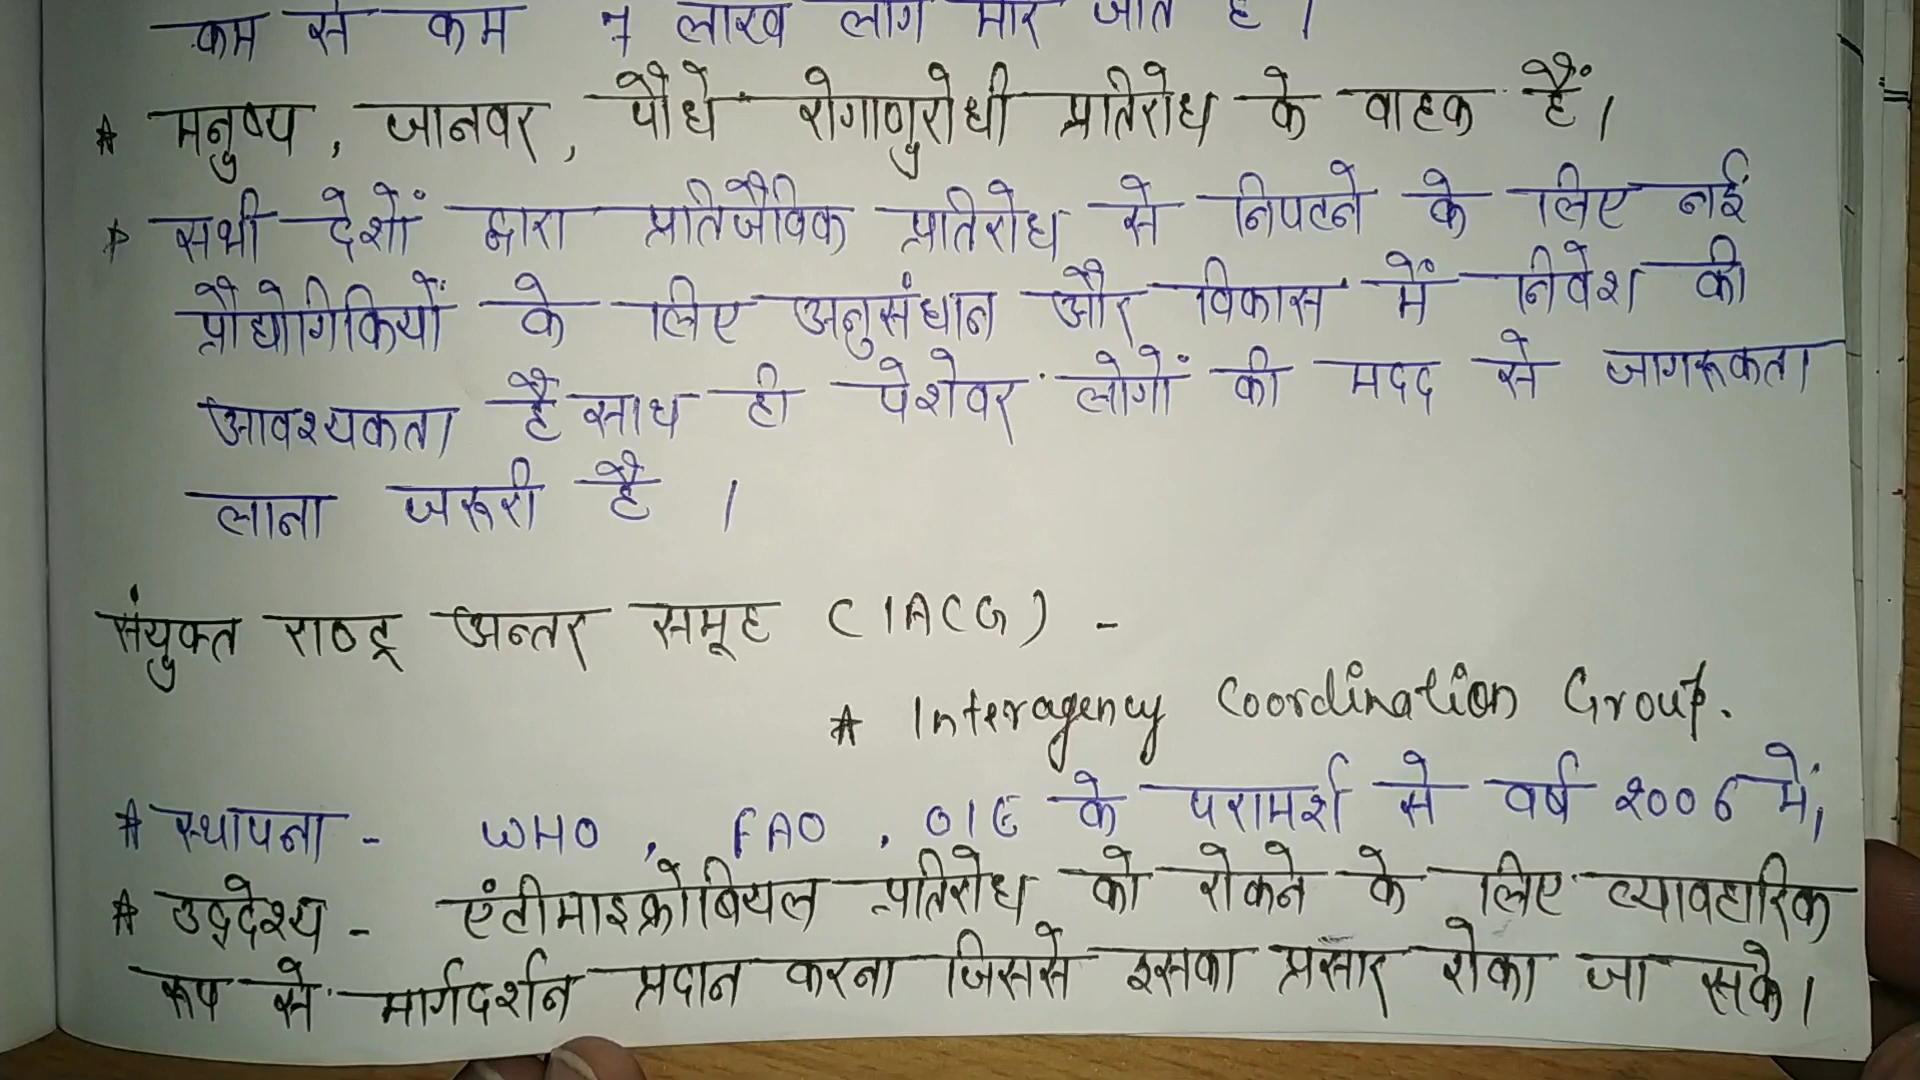 कम से कम 7 लाख लोग मारे जाते है ।
* मनुष्य , जानवर , पौधे रोगाणुरोधी प्रतिरोध के वाहक हैं ।
* सभी देशों द्वारा प्रतिजैविक प्रतिरोध से निपटने के लिए नई
प्रौद्योगिकियों के लिए अनुसंधान और विकास में निवेश की
आवश्यकता है साथ ही पेशेवर लोगों की मदद से जागरूकता
लाना जरूरी है ।
संयुक्त राष्ट्र अन्तर समूह (IACG) -
* Interagency Coordination Group.
* स्थापना - WHO , FAO , OIE के परामर्श से वर्ष 2006 में,
* उद्देश्य - एंतीमाइक्रोबियल प्रतिरोध को रोकने के लिए व्यावहारिक
रूप से मार्गदर्शन प्रदान करना जिससे इसका प्रसार रोका जा सके ।